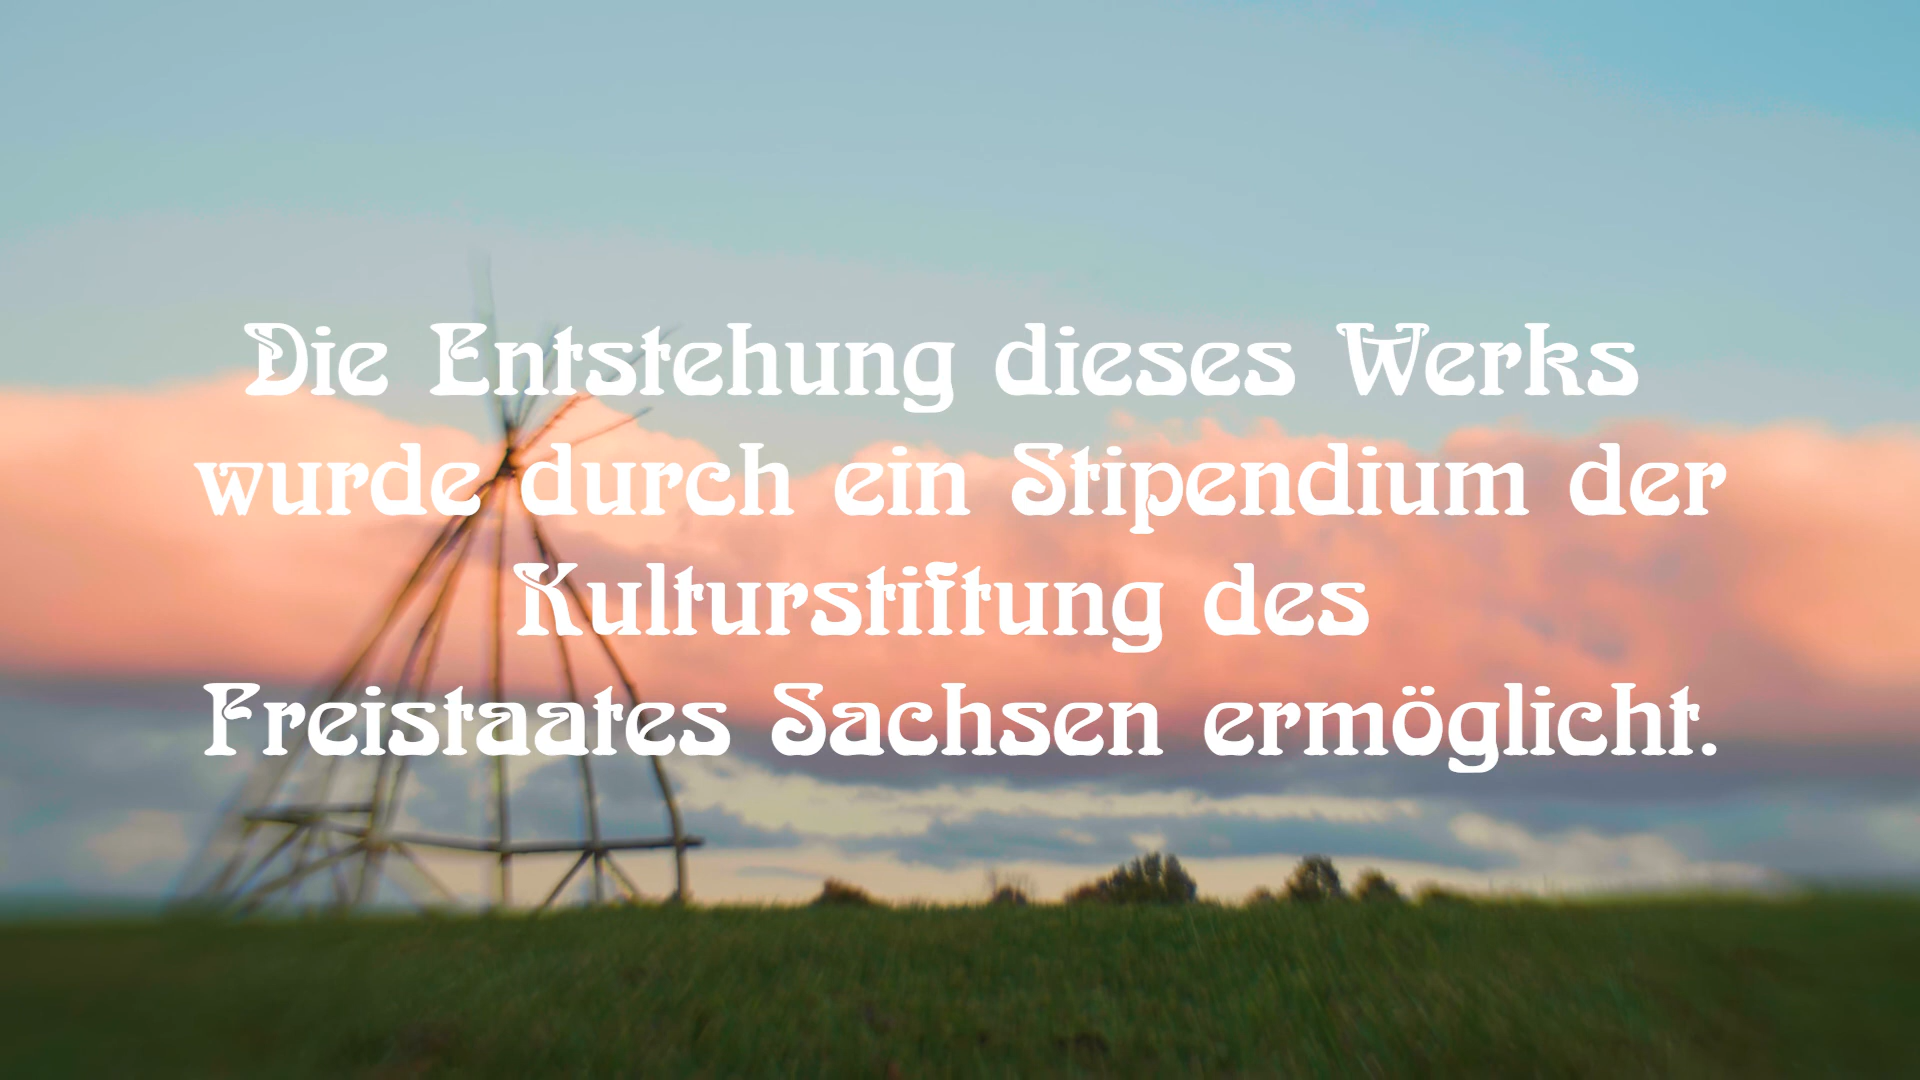 Die Entstehung dieses Werks
wurde durch ein Stipendium der
Kulturstiftung des
Freistaates Sachsen ermöglicht.